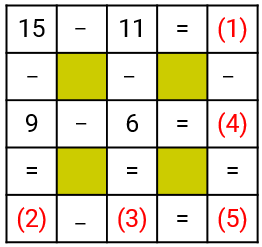 15 − 11 = (1)
− − −
9 − 6 = (4)
= = =
(2) − (3) = (5)